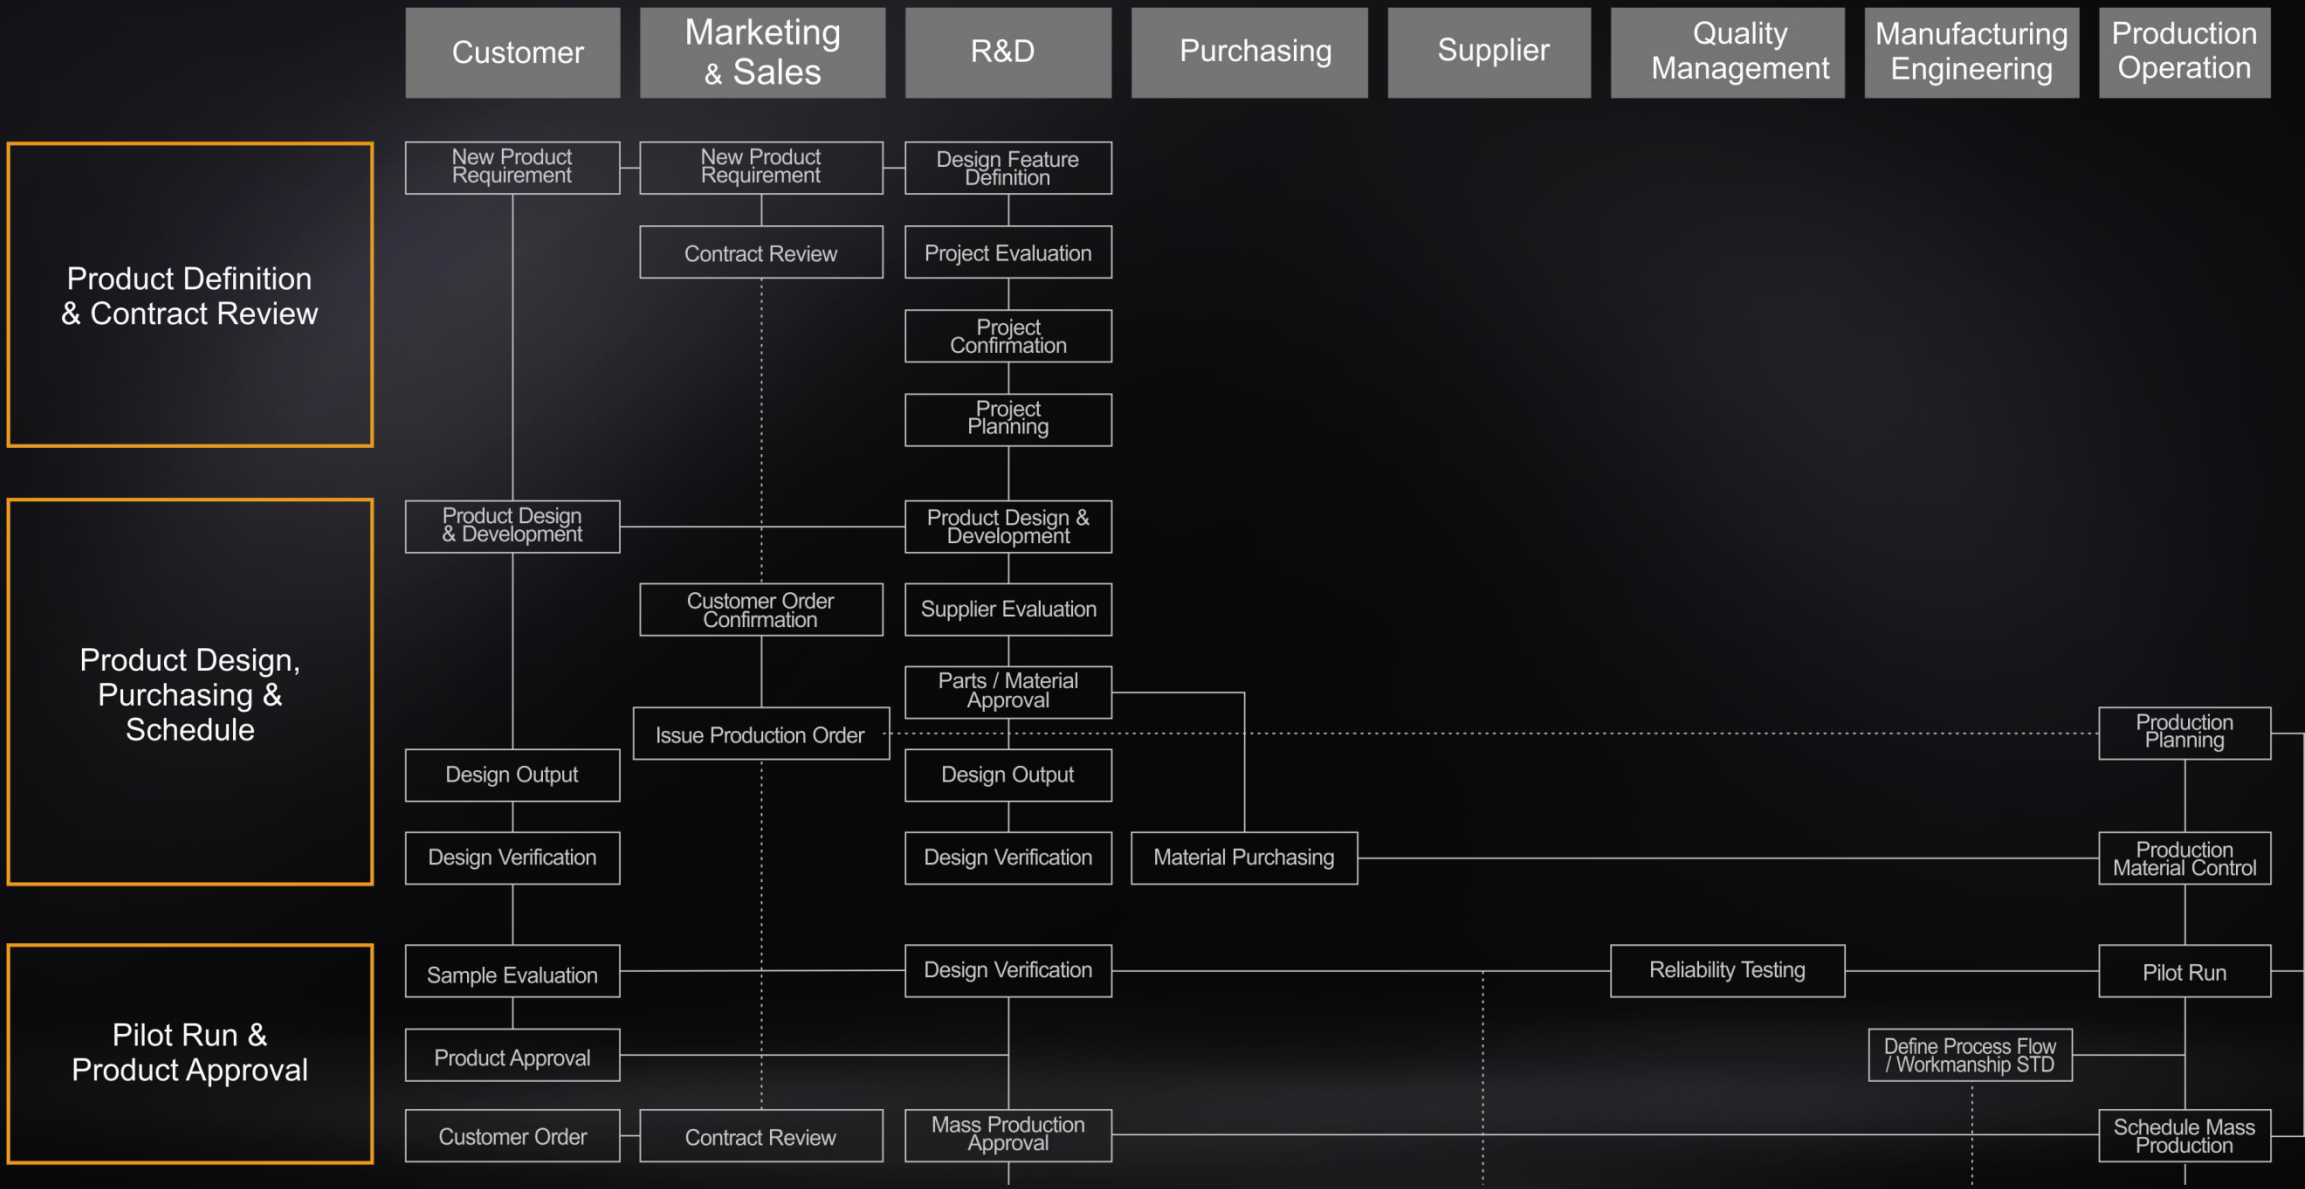 Customer
Marketing
& Sales
R&D
Purchasing
Supplier
Quality
Management
Manufacturing
Engineering
Production
Operation
Product Definition
& Contract Review
New Product
Requirement
New Product
Requirement
Design Feature
Definition
Contract Review
Project Evaluation
Project
Confirmation
Project
Planning
Product Design,
Purchasing &
Schedule
Product Design
& Development
Product Design &
Development
Customer Order
Confirmation
Supplier Evaluation
Parts / Material
Approval
Issue Production Order
Production
Planning
Design Output
Design Output
Design Verification
Design Verification
Material Purchasing
Production
Material Control
Pilot Run &
Product Approval
Sample Evaluation
Design Verification
Reliability Testing
Pilot Run
Product Approval
Define Process Flow
/ Workmanship STD
Customer Order
Contract Review
Mass Production
Approval
Schedule Mass
Production